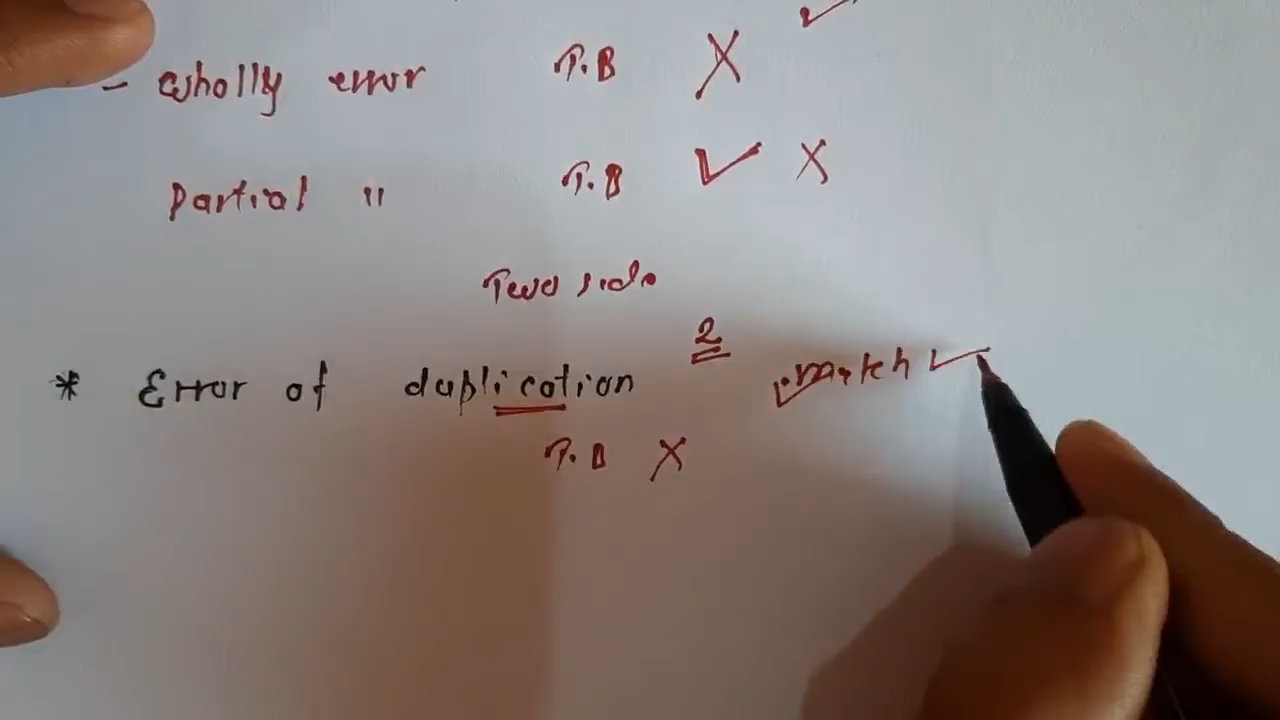 - wholly error T.B X ✓
Partial " T.B ✓ X
Two side
* Error of duplication 2 match ✓
T.B X